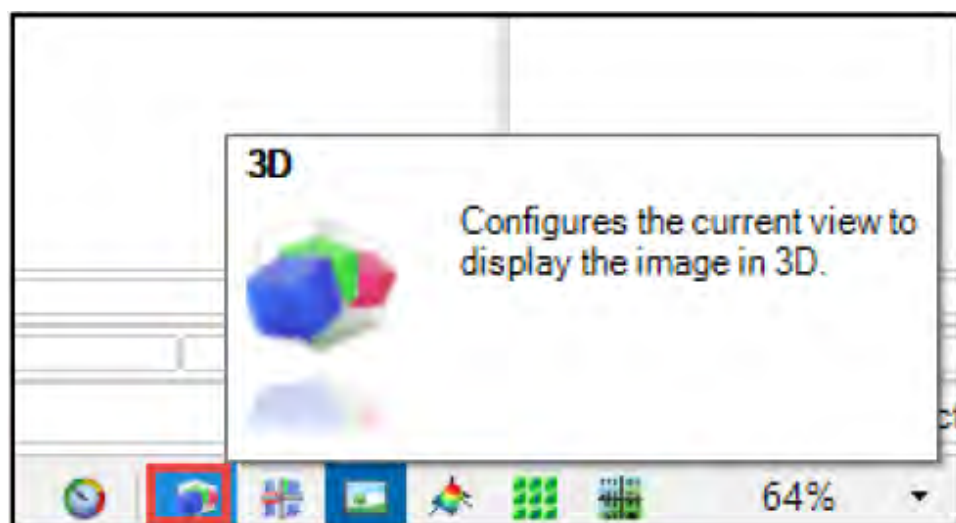 3D
Configures the current view to
display the image in 3D.
64%